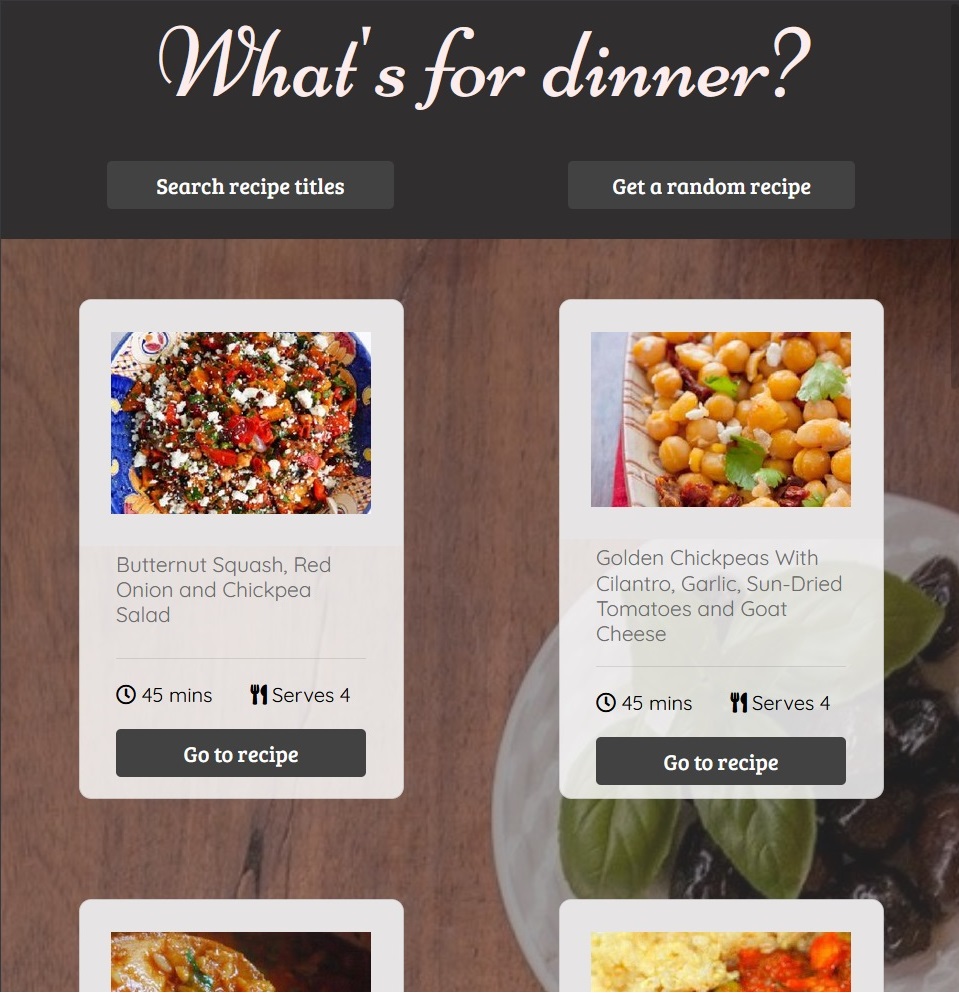 What's for dinner?
Search recipe titles
Get a random recipe
Butternut Squash, Red
Onion and Chickpea
Salad
45 mins
Serves 4
Go to recipe
Golden Chickpeas With
Cilantro, Garlic, Sun-Dried
Tomatoes and Goat
Cheese
45 mins
Serves 4
Go to recipe